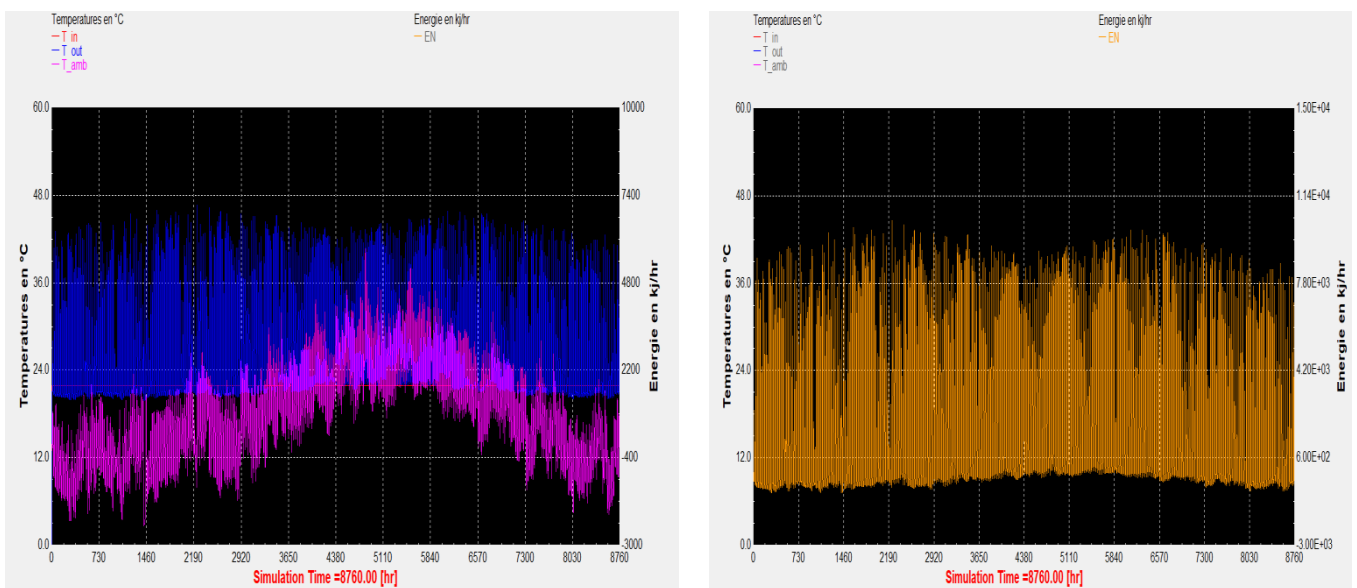 Temperatures en °C
T in
T out
T_amb
Energie en kj/hr
EN
60.0
48.0
36.0
24.0
12.0
0.0
Temperatures en °C
10000
7400
4800
2200
-400
-3000
Energie en kj/hr
0 730 1460 2190 2920 3650 4380 5110 5840 6570 7300 8030 8760
Simulation Time =8760.00 [hr]
Temperatures en °C
T in
T out
T_amb
Energie en kj/hr
EN
60.0
48.0
36.0
24.0
12.0
0.0
Temperatures en °C
1.50E+04
1.14E+04
7.80E+03
4.20E+03
6.00E+02
-3.00E+03
Energie en kj/hr
0 730 1460 2190 2920 3650 4380 5110 5840 6570 7300 8030 8760
Simulation Time =8760.00 [hr]